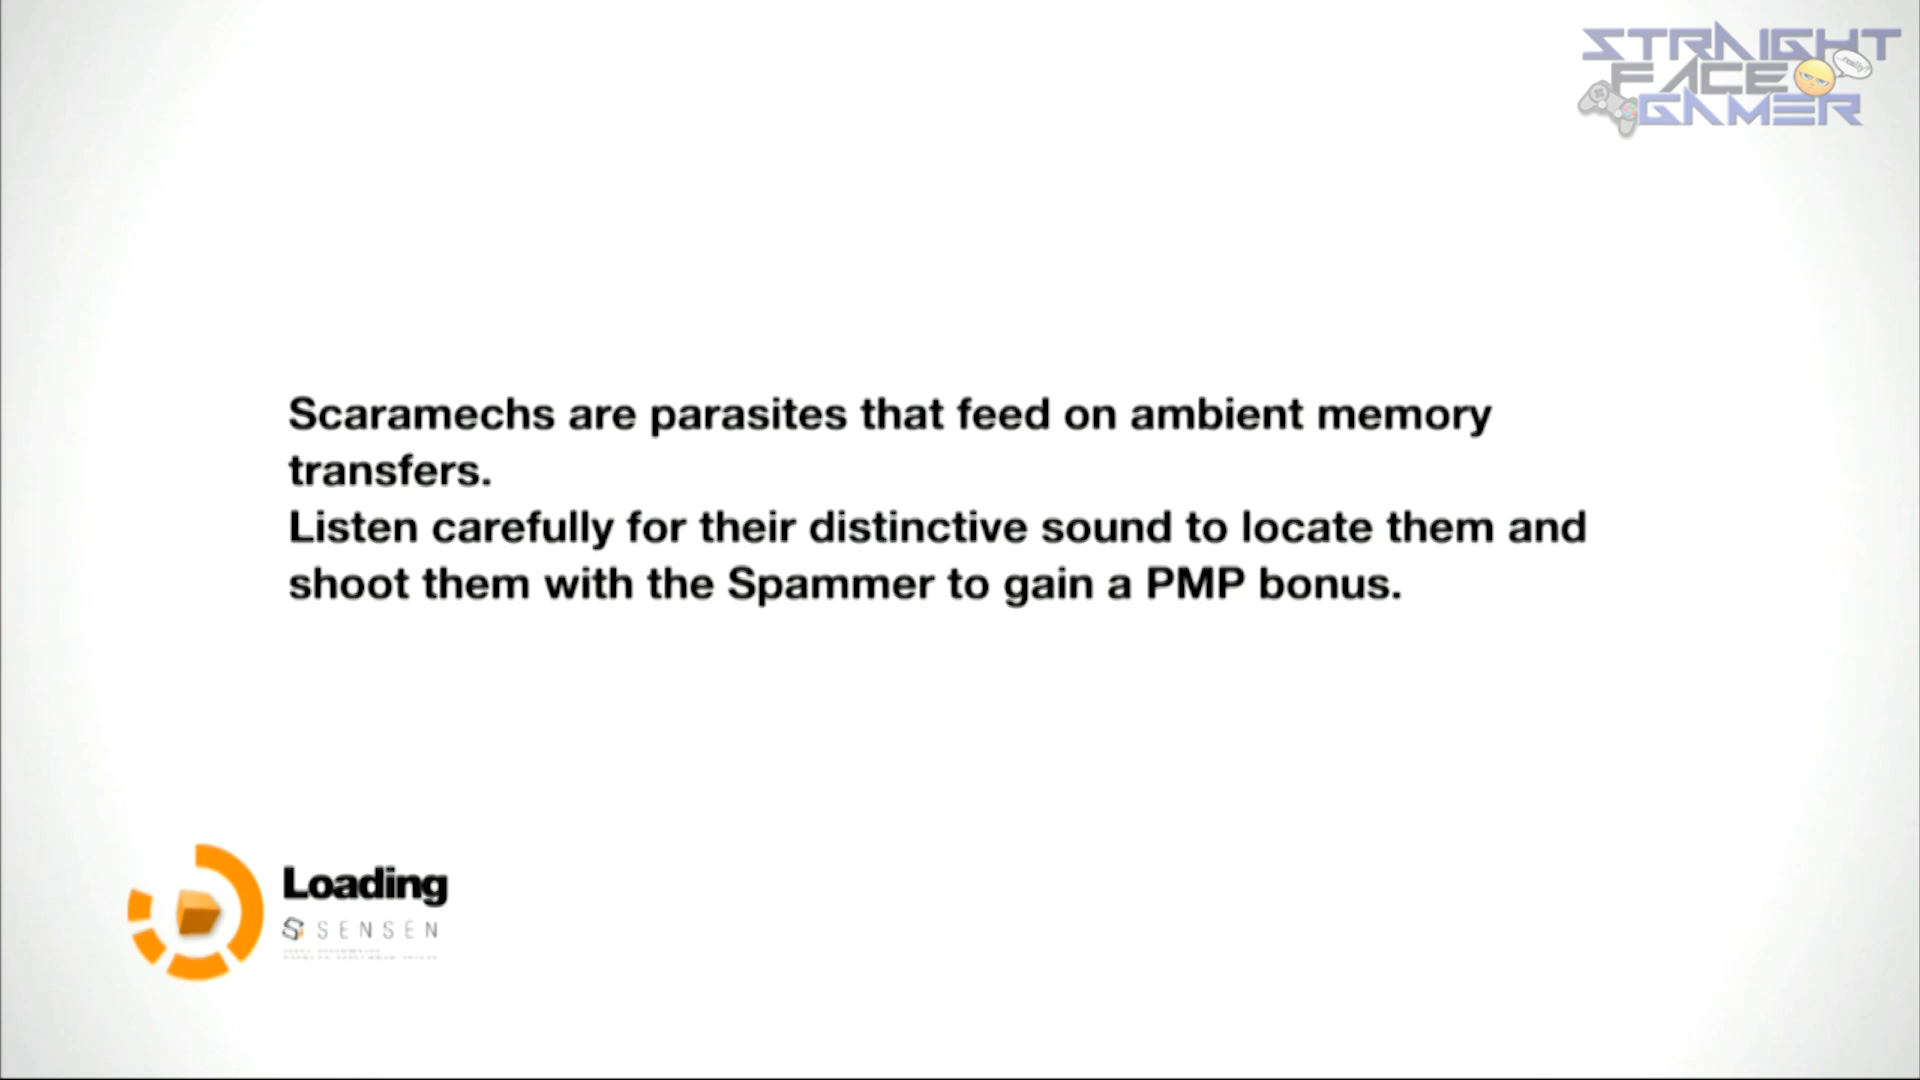 STRAIGHT
FACE
...really?
GAMER
Scaramechs are parasites that feed on ambient memory
transfers.
Listen carefully for their distinctive sound to locate them and
shoot them with the Spammer to gain a PMP bonus.
Loading
SENSEN